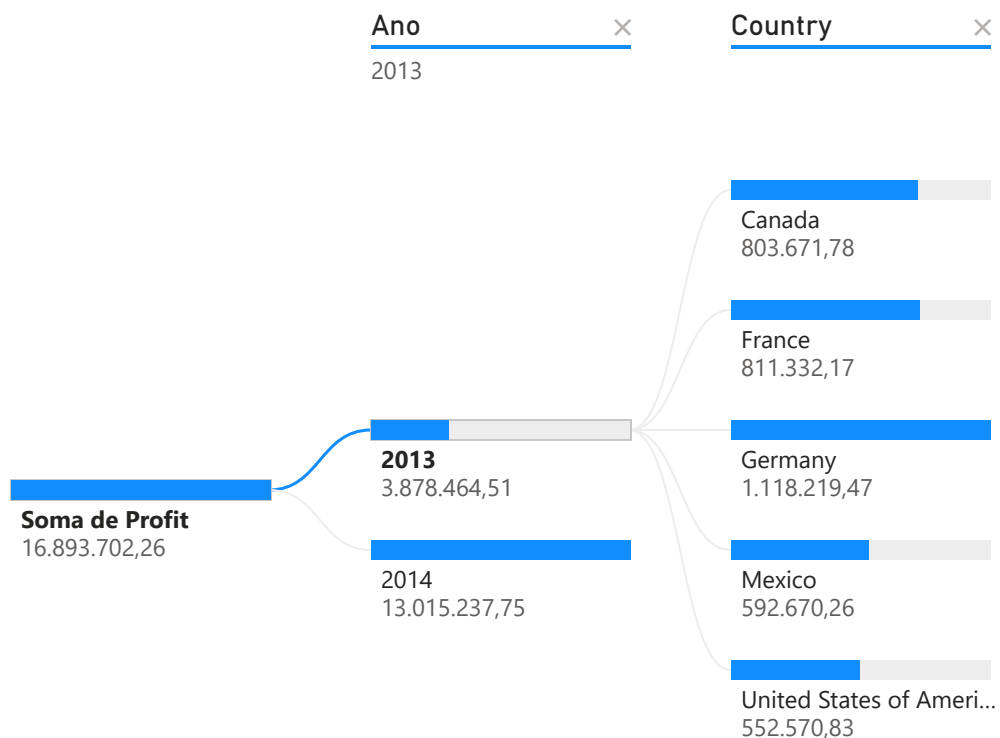 Ano
2013
Country
Canada
803.671,78
France
811.332,17
Germany
1.118.219,47
Mexico
592.670,26
United States of Ameri...
552.570,83
2013
3.878.464,51
2014
13.015.237,75
Soma de Profit
16.893.702,26